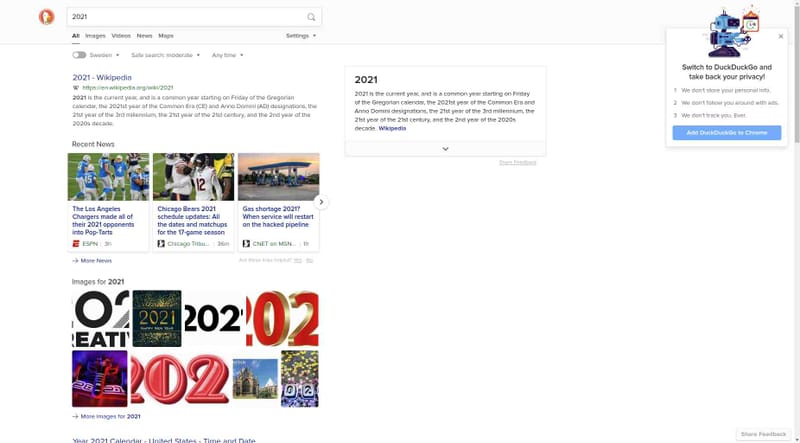 2021
All Images Videos News Maps Settings
Sweden Safe search: moderate Any time
2021 - Wikipedia
W https://en.wikipedia.org/wiki/2021
2021 is the current year, and is a common year starting on Friday of the Gregorian
calendar, the 2021st year of the Common Era (CE) and Anno Domini (AD) designations, the
21st year of the 3rd millennium, the 21st year of the 21st century, and the 2nd year of the
2020s decade.
Recent News
The Los Angeles
Chargers made all of
their 2021 opponents
into Pop-Tarts
ESPN 3h
Chicago Bears 2021
schedule updates: All
the dates and matchups
for the 17-game season
Chicago Tribu... 36m
Gas shortage 2021?
When service will restart
on the hacked pipeline
CNET on MSN... 1h
→ More News
Are these links helpful? Yes No
Images for 2021
2021
HAPPY NEW YEAR
202
202
202
→ More Images for 2021
Year 2021 Calendar - United States - Time and Date
2021
2021 is the current year, and is a common year starting on Friday of the
Gregorian calendar, the 2021st year of the Common Era and
Anno Domini designations, the 21st year of the 3rd millennium, the
21st year of the 21st century, and the 2nd year of the 2020s
decade. Wikipedia
Share Feedback
Switch to DuckDuckGo and
take back your privacy!
1 We don't store your personal info.
2 We don't follow you around with ads.
3 We don't track you. Ever.
Add DuckDuckGo to Chrome
Share Feedback